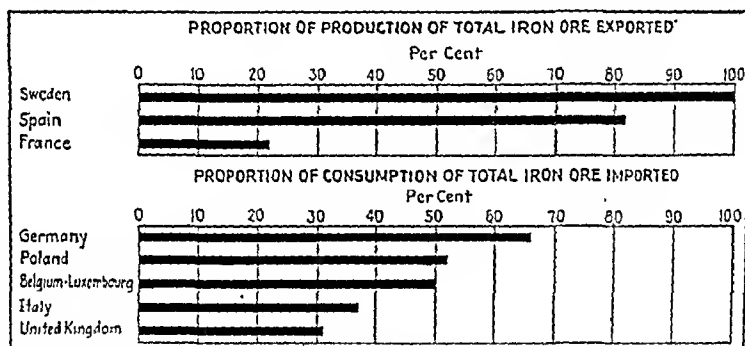 PROPORTION OF PRODUCTION OF TOTAL IRON ORE EXPORTED
Per Cent
0 10 20 30 40 50 60 70 80 90 100
Sweden
Spain
France
PROPORTION OF CONSUMPTION OF TOTAL IRON ORE IMPORTED
Per Cent
0 10 20 30 40 50 60 70 80 90 100
Germany
Poland
Belgium-Luxembourg
Italy
United Kingdom